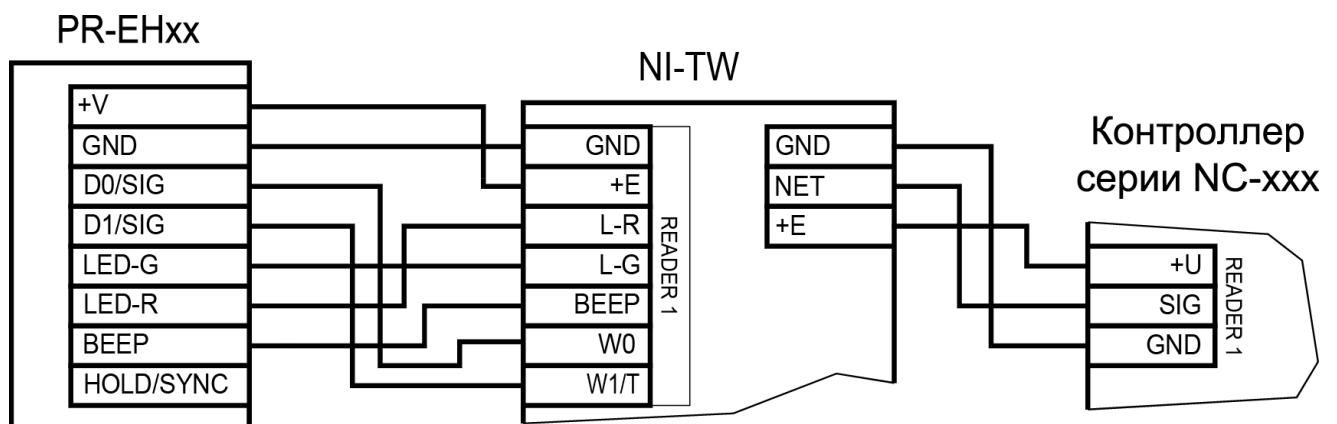 PR-EHxx
+V
GND
D0/SIG
D1/SIG
LED-G
LED-R
BEEP
HOLD/SYNC
NI-TW
GND
+E
L-R
L-G
BEEP
W0
W1/T
READER 1
GND
NET
+E
Контроллер
серии NC-xxx
+U
SIG
GND
READER 1